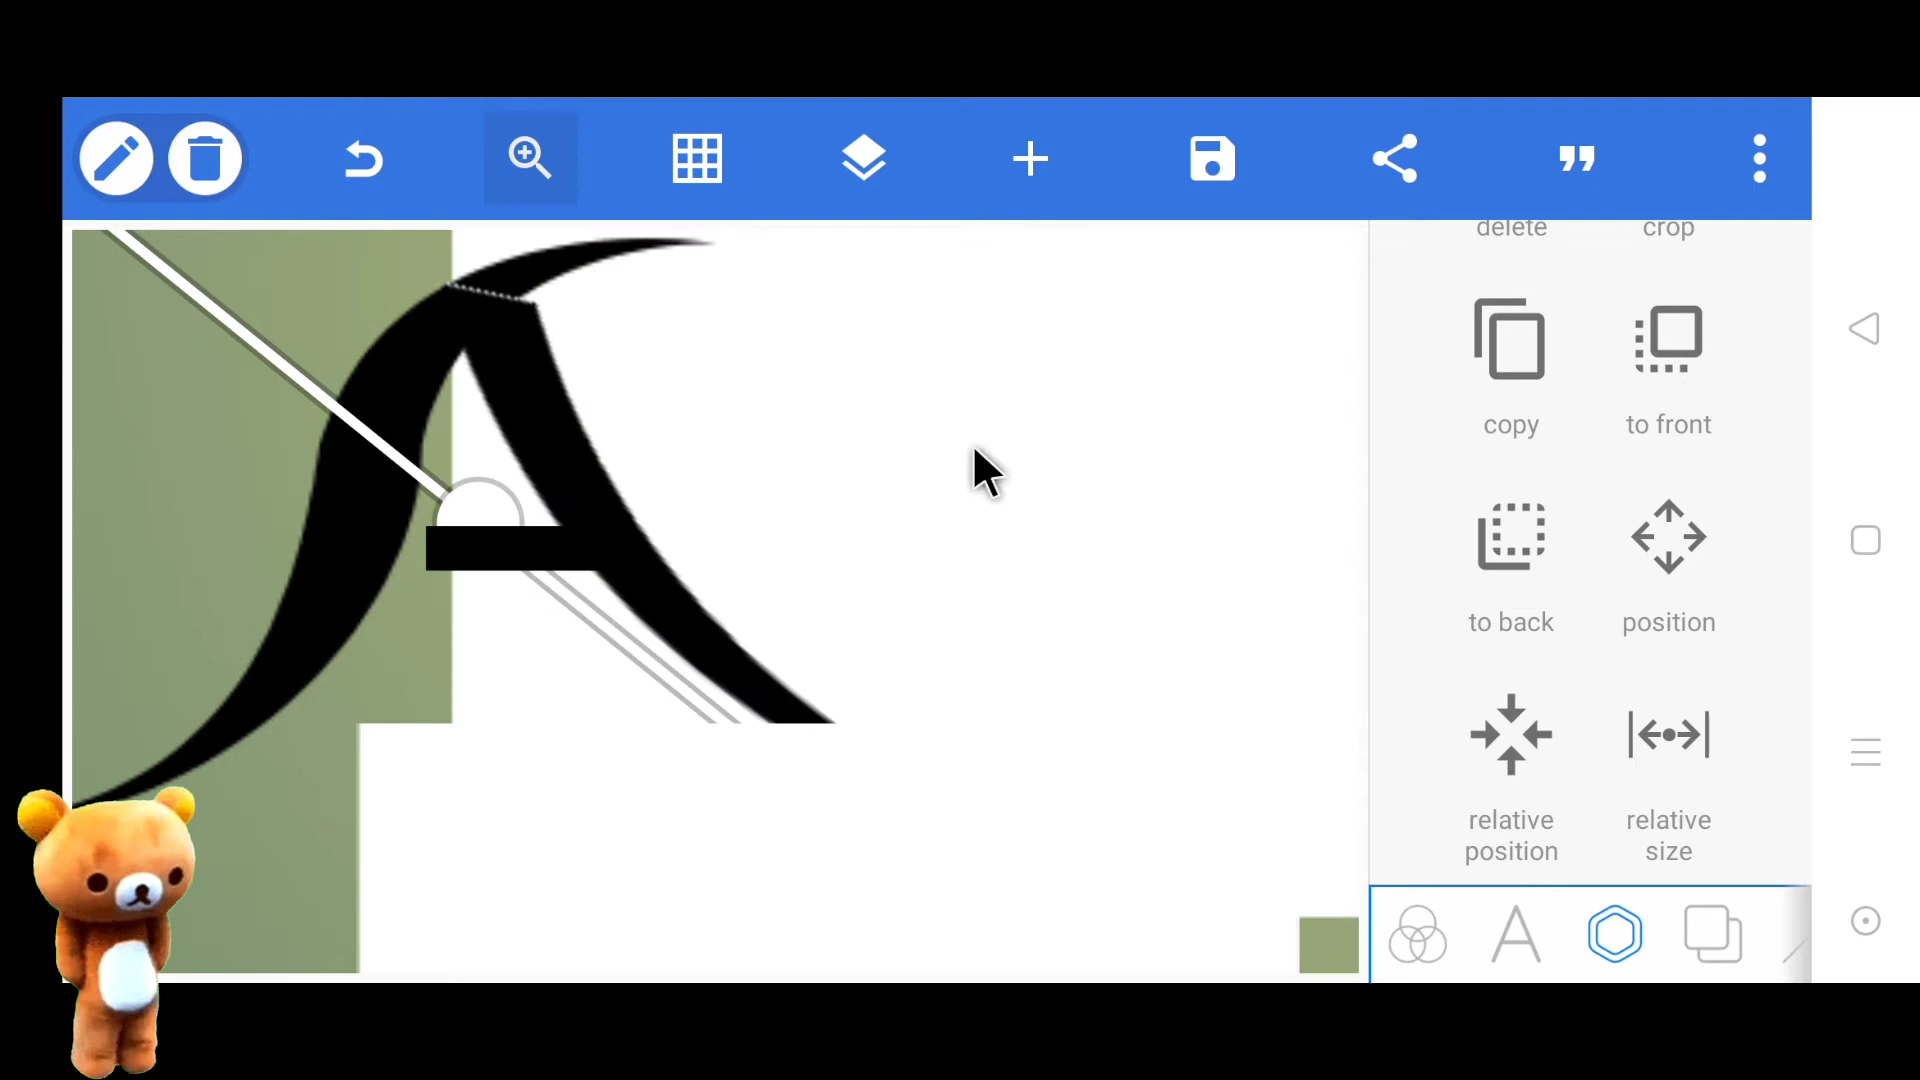 delete crop
A
copy to front
to back position
relative position
relative size